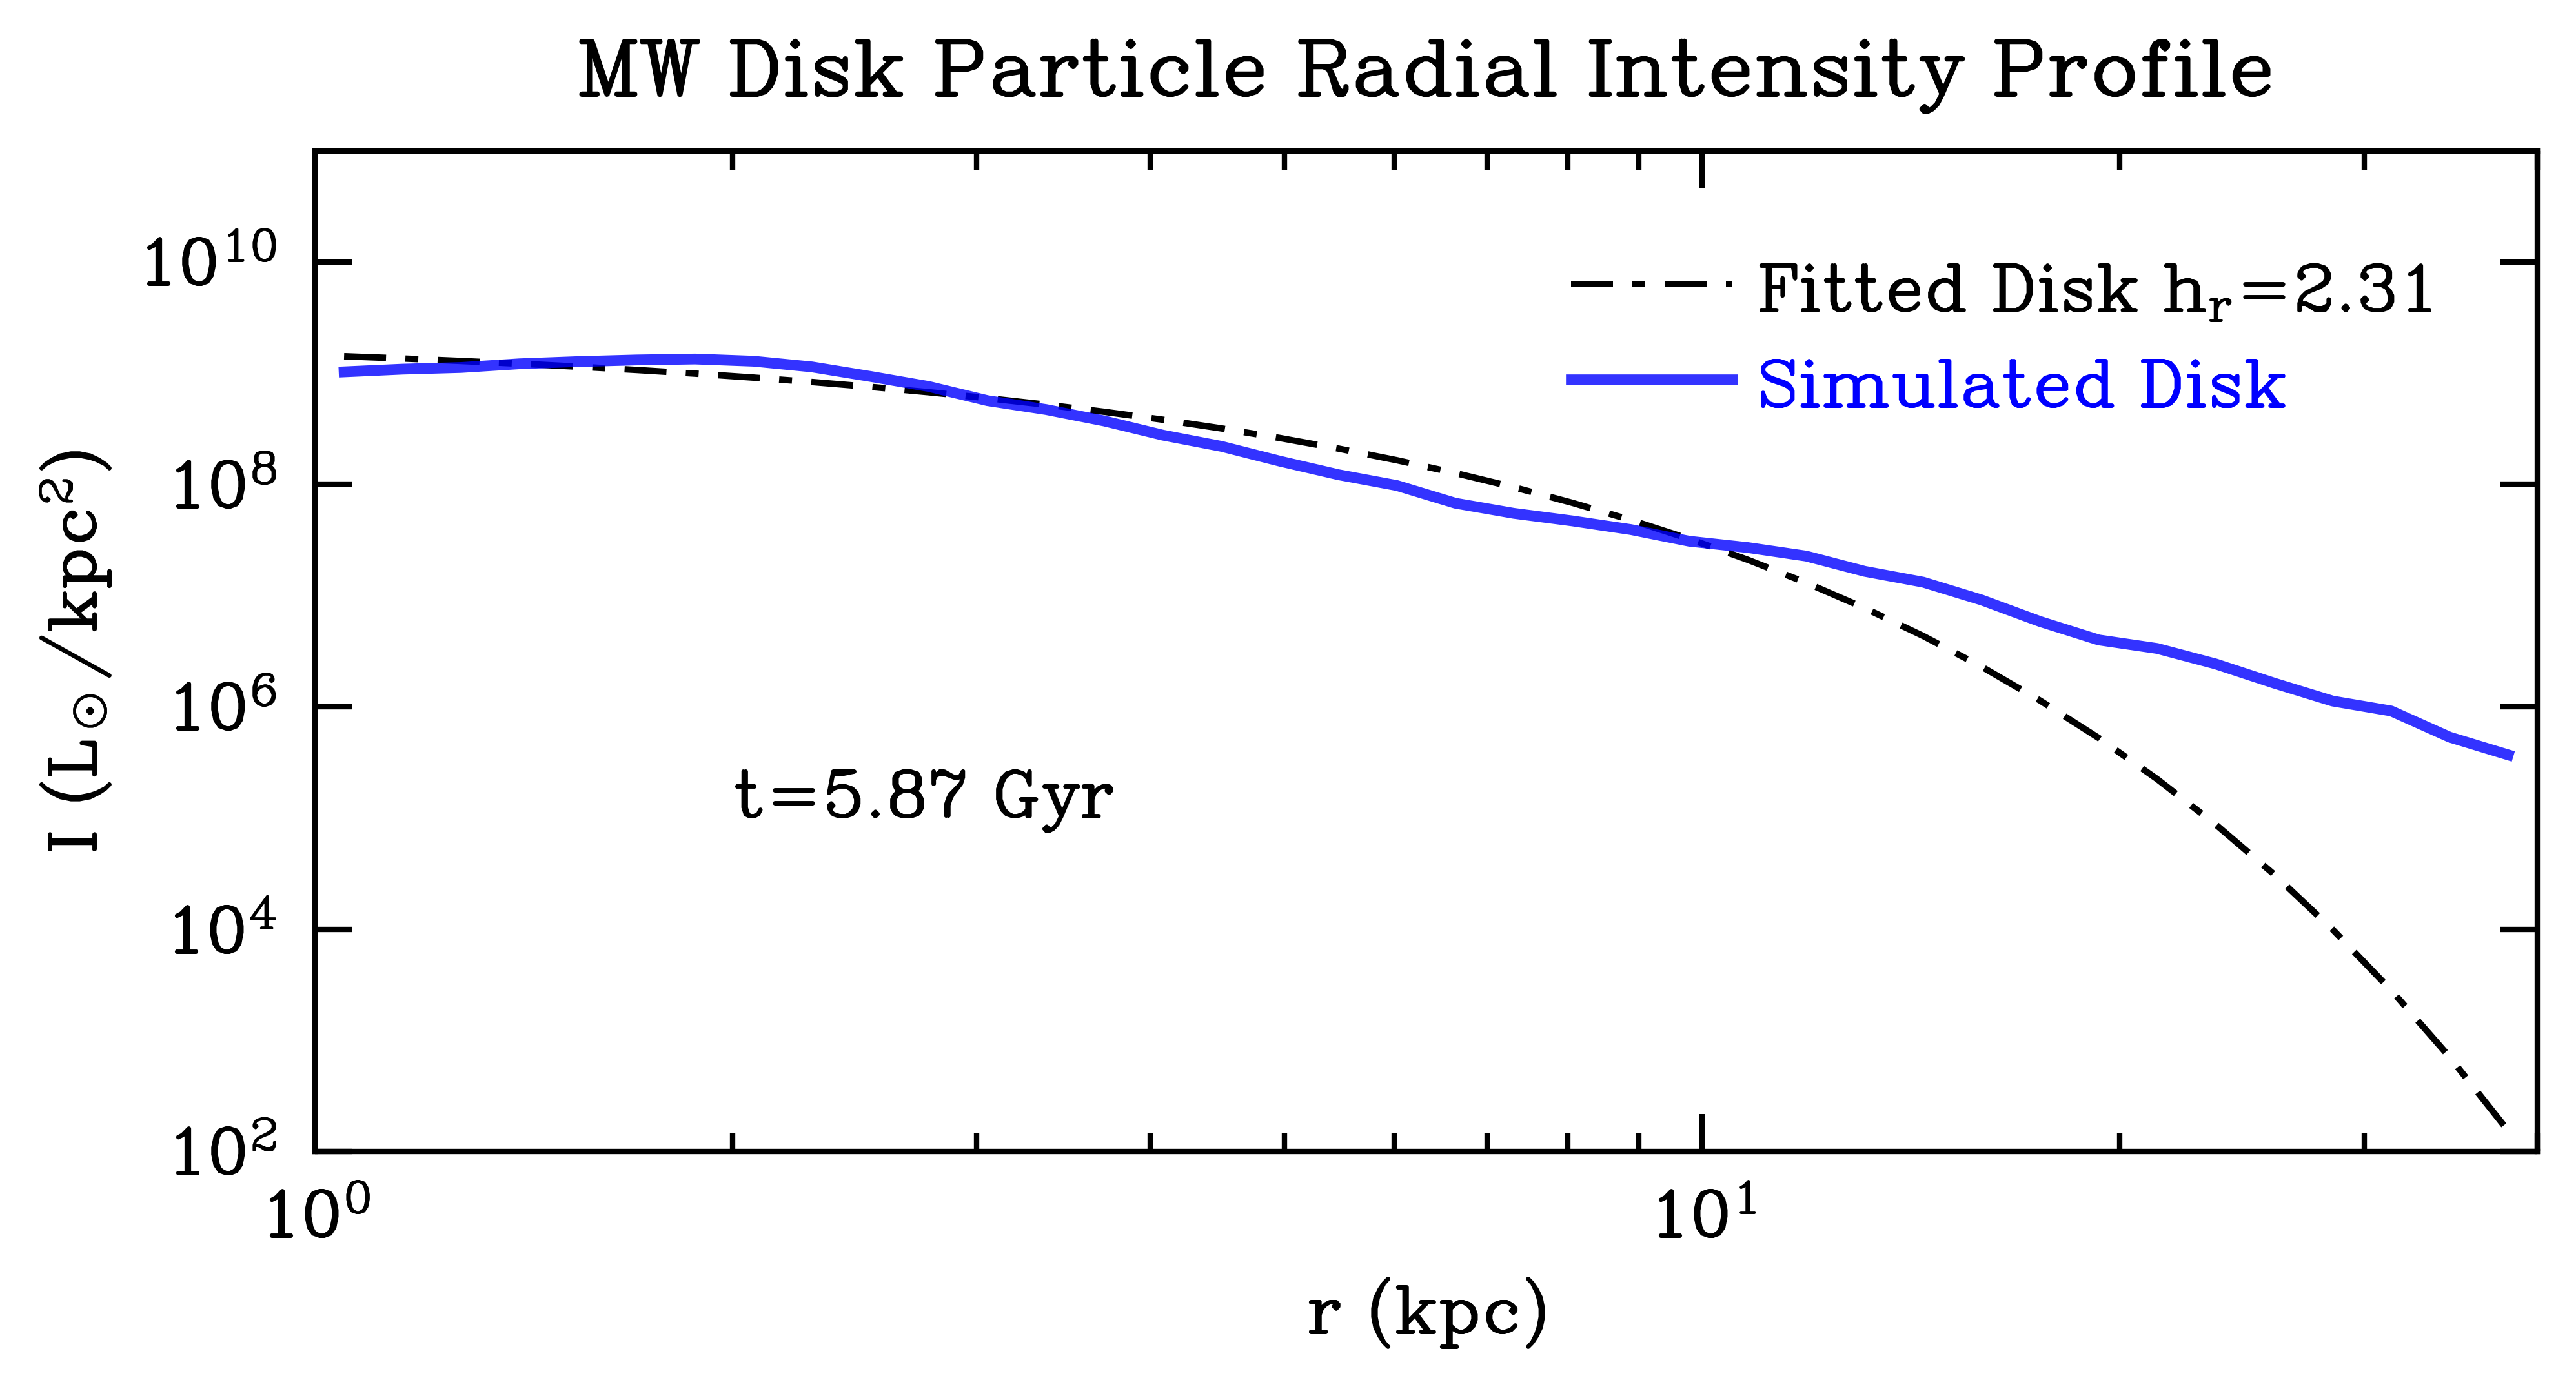 MW Disk Particle Radial Intensity Profile
10¹⁰
10⁸
10⁶
10⁴
10²
I (L☉/kpc²)
Fitted Disk hᵣ=2.31
Simulated Disk
t=5.87 Gyr
10⁰
10¹
r (kpc)